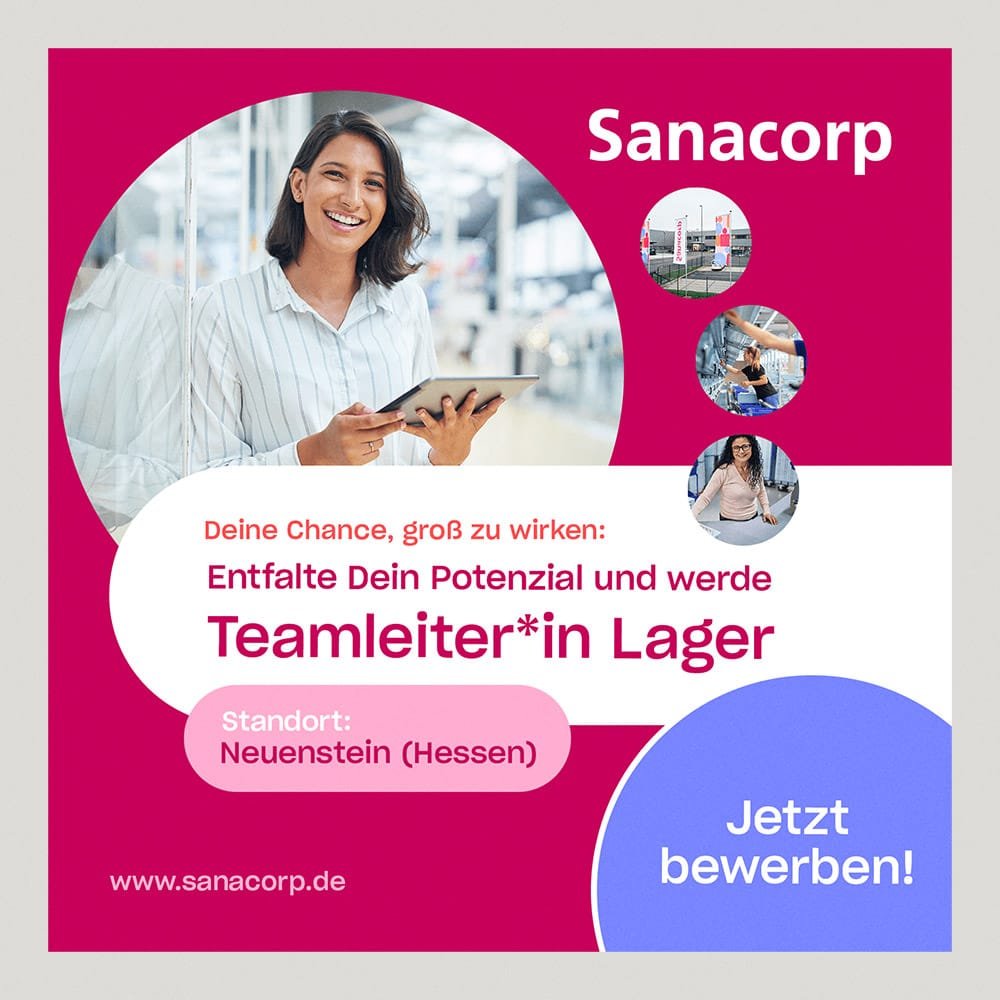 Sanacorp
Sanacorp
Deine Chance, groß zu wirken:
Entfalte Dein Potenzial und werde
Teamleiter*in Lager
Standort:
Neuenstein (Hessen)
Jetzt
bewerben!
www.sanacorp.de